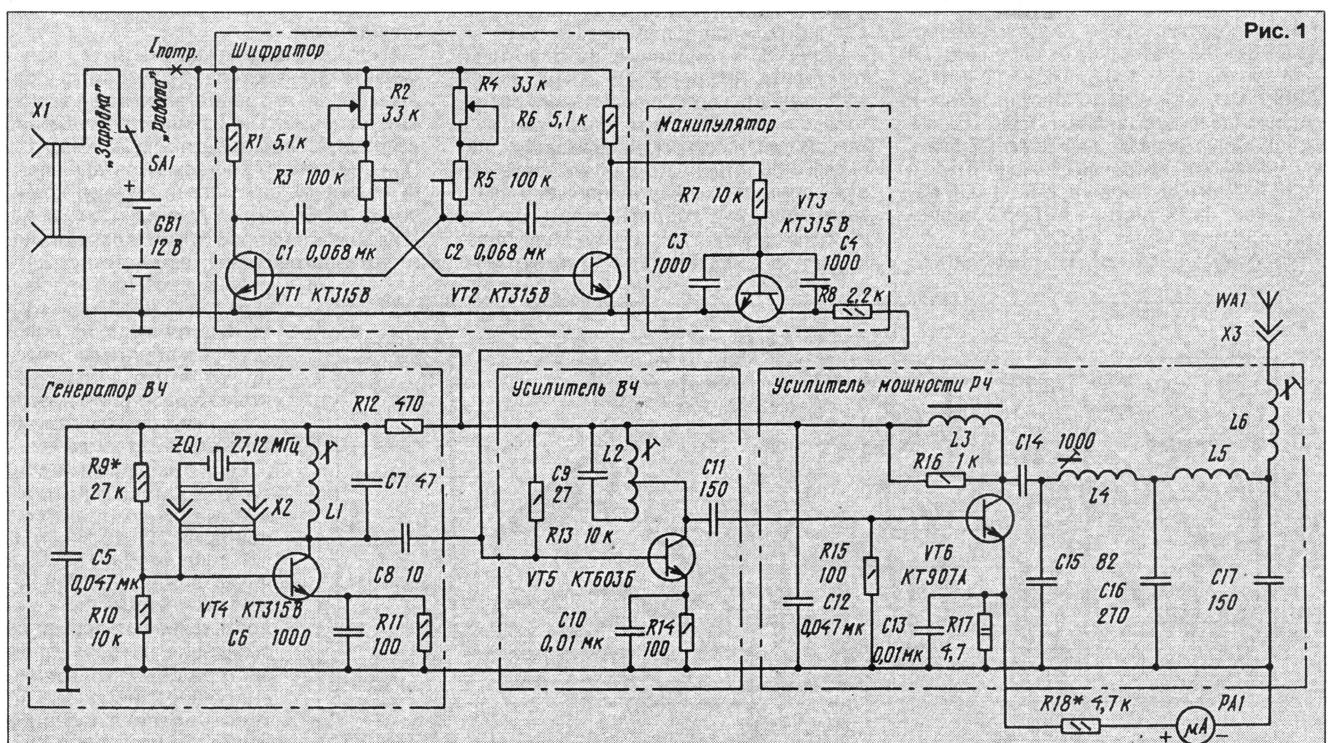 Рис. 1
Iпотр.
Шифратор
X1
„Зарядка"
„Работа"
SA1
+
GB1
12 В
−
R1 5,1 к
R2
33 к
R4 33 к
R6 5,1 к
R3 100 к
R5 100 к
C1 0,068 мк
C2 0,068 мк
VT1 КТ315В
VT2 КТ315В
Манипулятор
R7 10 к
VT3
КТ315 В
C3
1000
C4
1000
R8 2,2 к
WA1
X3
Генератор ВЧ
R12 470
ZQ1 27,12 МГц
R9*
27 к
X2
L1
C7 47
C5
0,047 мк
C8 10
R10
10 к
VT4 КТ315В
C6 1000
R11
100
Усилитель ВЧ
C9
27
L2
C11
150
R13 10 к
VT5 КТ603Б
C10
0,01 мк
R14
100
Усилитель мощности РЧ
L3
R16 1 к
C14 1000
L4
L5
L6
R15
100
VT6
КТ907А
C12
0,047 мк
C13
0,01 мк
R17
4,7
C15 82
C16
270
C17
150
R18* 4,7 к
PA1
+ μA −